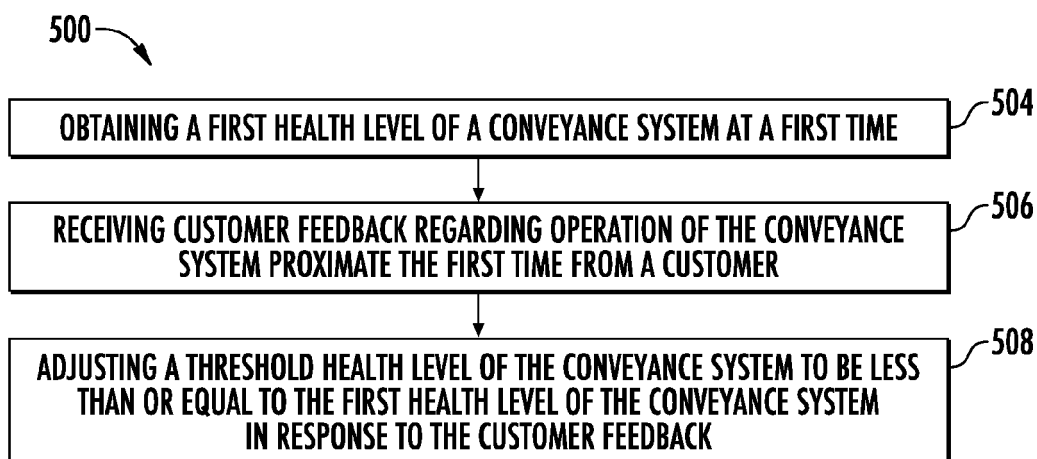 500
OBTAINING A FIRST HEALTH LEVEL OF A CONVEYANCE SYSTEM AT A FIRST TIME
504
RECEIVING CUSTOMER FEEDBACK REGARDING OPERATION OF THE CONVEYANCE
SYSTEM PROXIMATE THE FIRST TIME FROM A CUSTOMER
506
ADJUSTING A THRESHOLD HEALTH LEVEL OF THE CONVEYANCE SYSTEM TO BE LESS
THAN OR EQUAL TO THE FIRST HEALTH LEVEL OF THE CONVEYANCE SYSTEM
IN RESPONSE TO THE CUSTOMER FEEDBACK
508